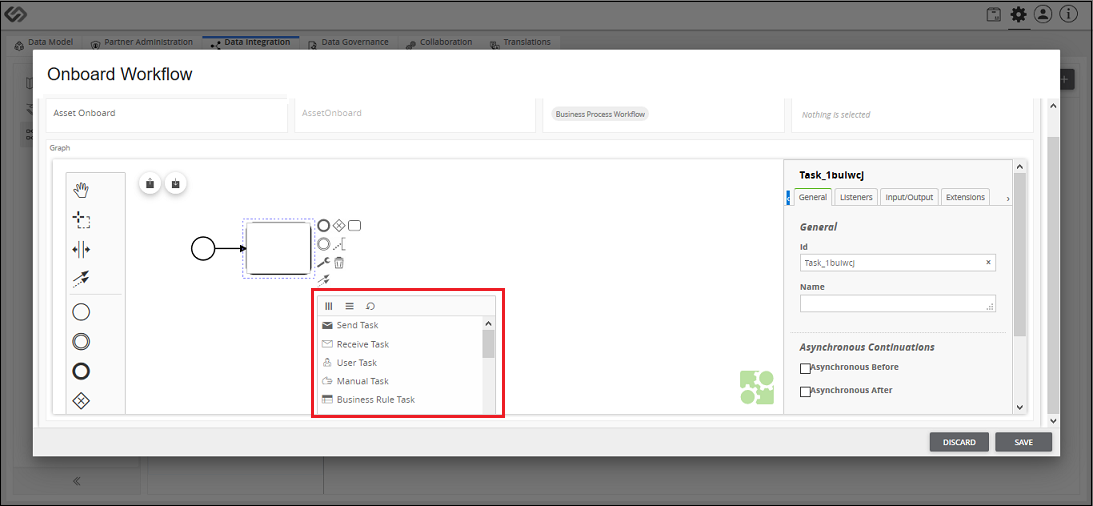 Data Model
Partner Administration
Data Integration
Data Governance
Collaboration
Translations
Onboard Workflow
Asset Onboard
AssetOnboard
Business Process Workflow
Nothing is selected
Graph
Task_1bulwcj
General
Listeners
Input/Output
Extensions
General
Id
Task_1bulwcj
Name
Send Task
Receive Task
User Task
Manual Task
Business Rule Task
Asynchronous Continuations
Asynchronous Before
Asynchronous After
DISCARD
SAVE